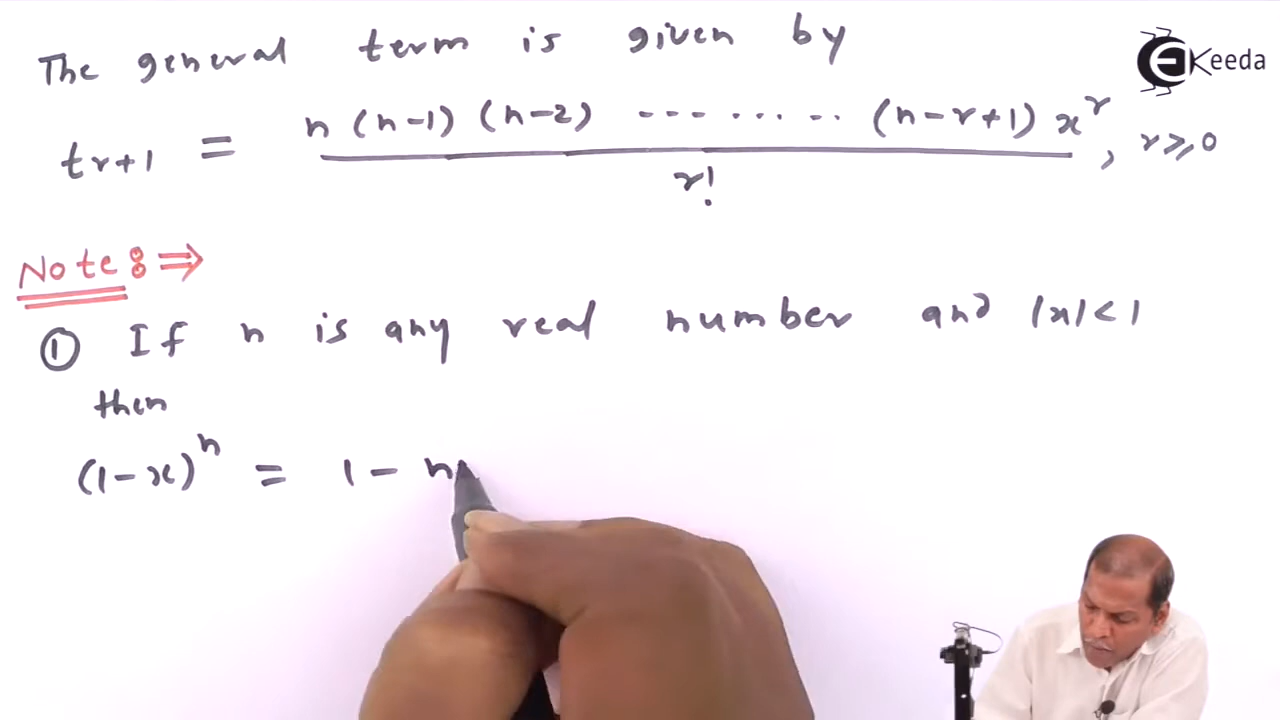 The general term is given by
EKeeda
tr+1 = n(n-1)(n-2) ---...... (n-r+1) x^r / r! , r≥0
Note:⇒
① If n is any real number and |x|<1
then
(1-x)^n = 1 - n